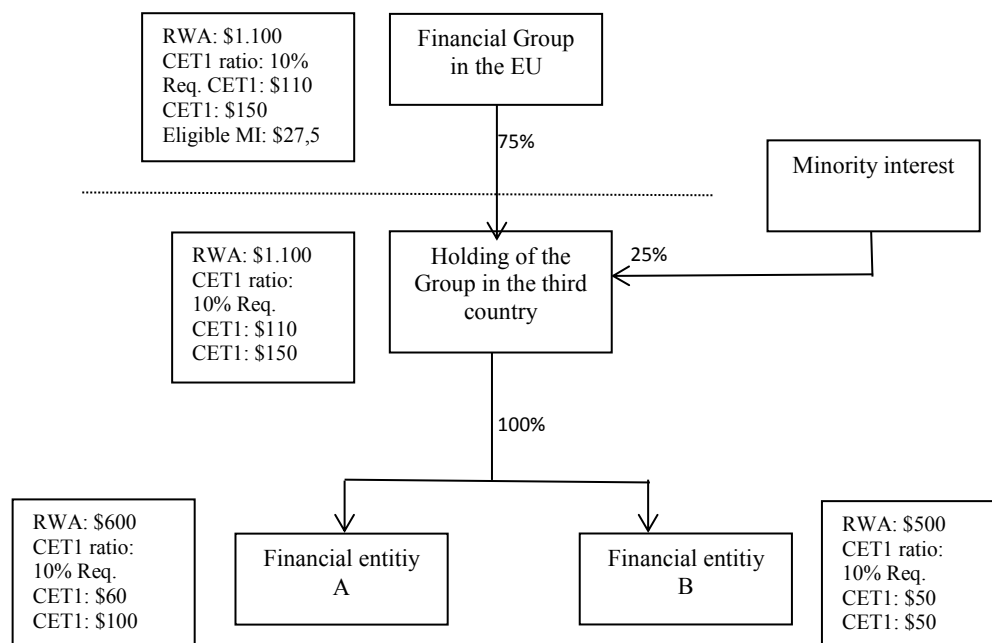 RWA: $1.100
CET1 ratio: 10%
Req. CET1: $110
CET1: $150
Eligible MI: $27,5
Financial Group
in the EU
75%
Minority interest
RWA: $1.100
CET1 ratio:
10% Req.
CET1: $110
CET1: $150
Holding of the
Group in the third
country
25%
100%
RWA: $600
CET1 ratio:
10% Req.
CET1: $60
CET1: $100
Financial entitiy
A
Financial entitiy
B
RWA: $500
CET1 ratio:
10% Req.
CET1: $50
CET1: $50